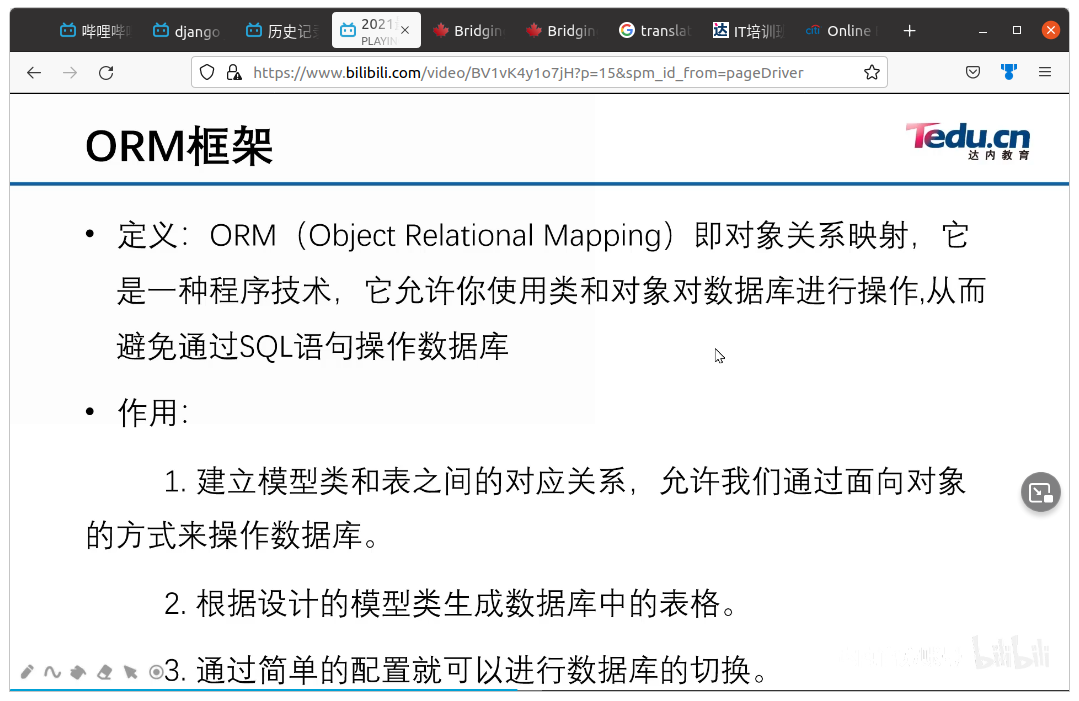 哔哩哔哩
django
历史记录
2021
PLAYIN
Bridgin
Bridgin
translat
达 IT培训班
citi Online
https://www.bilibili.com/video/BV1vK4y1o7jH?p=15&spm_id_from=pageDriver
ORM框架
Tedu.cn
达内教育
• 定义：ORM（Object Relational Mapping）即对象关系映射，它
是一种程序技术，它允许你使用类和对象对数据库进行操作,从而
避免通过SQL语句操作数据库
• 作用：
1. 建立模型类和表之间的对应关系，允许我们通过面向对象
的方式来操作数据库。
2. 根据设计的模型类生成数据库中的表格。
3. 通过简单的配置就可以进行数据库的切换。
bilibili